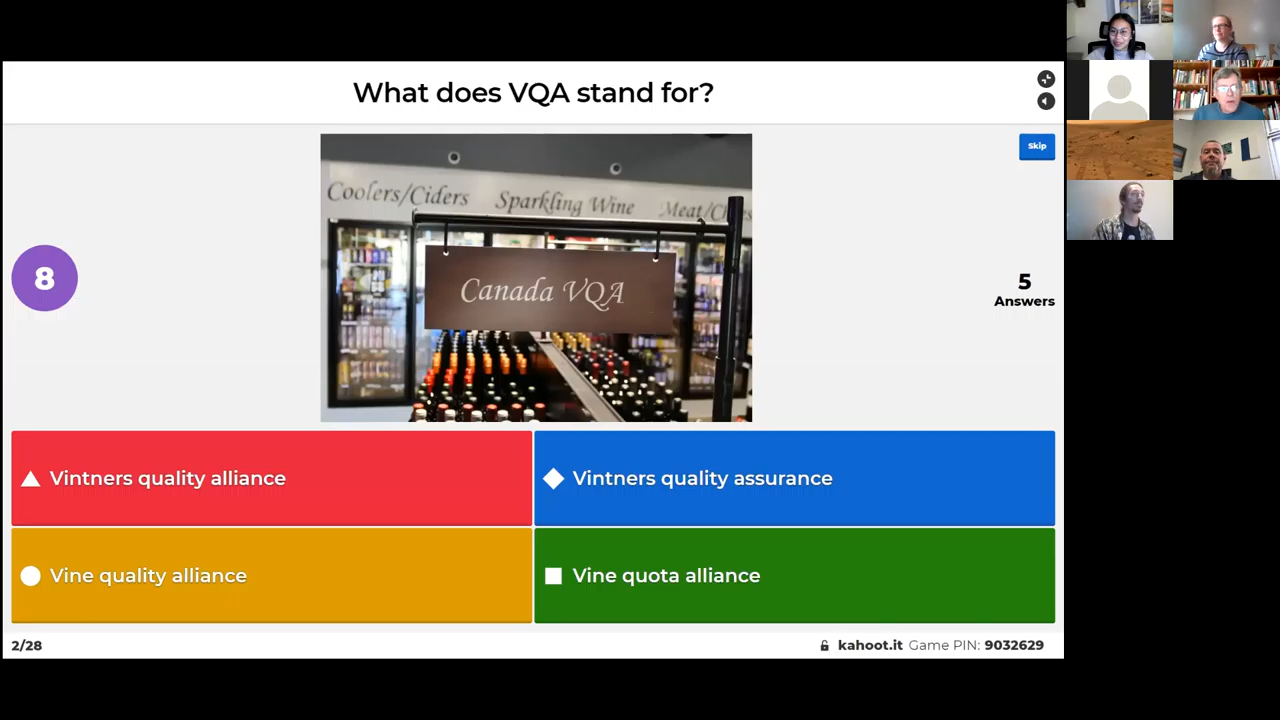 What does VQA stand for?
Skip
Coolers/Ciders
Sparkling Wine
Canada VQA
8
5
Answers
Vintners quality alliance
Vintners quality assurance
Vine quality alliance
Vine quota alliance
2/28
kahoot.it Game PIN: 9032629